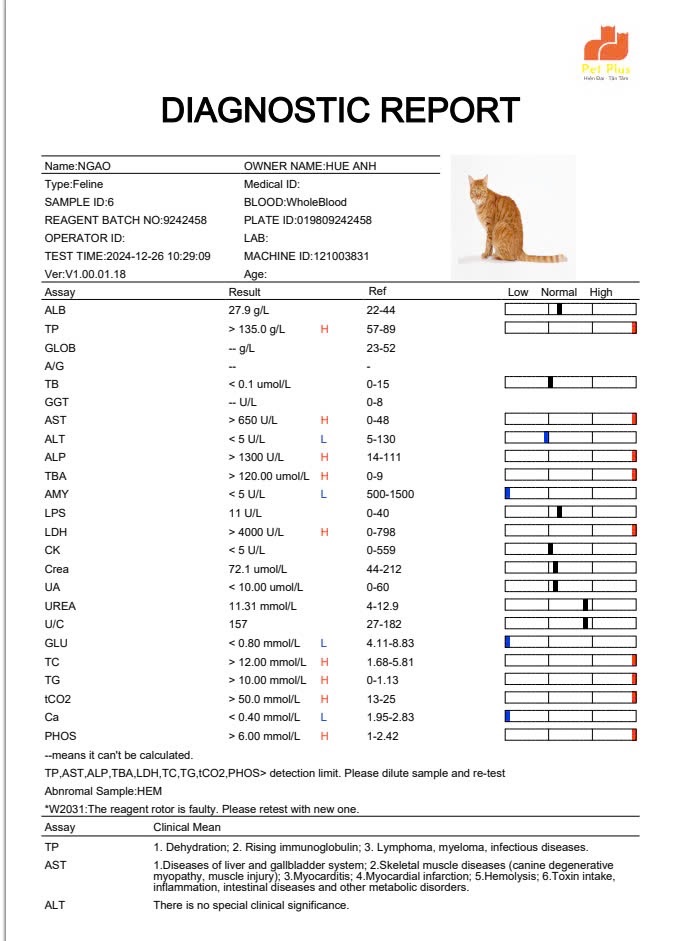 Pet Plus
Hiện Đại - Tận Tâm
DIAGNOSTIC REPORT
Name:NGAO OWNER NAME:HUE ANH
Type:Feline Medical ID:
SAMPLE ID:6 BLOOD:WholeBlood
REAGENT BATCH NO:9242458 PLATE ID:019809242458
OPERATOR ID: LAB:
TEST TIME:2024-12-26 10:29:09 MACHINE ID:121003831
Ver:V1.00.01.18 Age:
Assay Result Ref Low Normal High
ALB 27.9 g/L 22-44
TP > 135.0 g/L H 57-89
GLOB -- g/L 23-52
A/G -- -
TB < 0.1 umol/L 0-15
GGT -- U/L 0-8
AST > 650 U/L H 0-48
ALT < 5 U/L L 5-130
ALP > 1300 U/L H 14-111
TBA > 120.00 umol/L H 0-9
AMY < 5 U/L L 500-1500
LPS 11 U/L 0-40
LDH > 4000 U/L H 0-798
CK < 5 U/L 0-559
Crea 72.1 umol/L 44-212
UA < 10.00 umol/L 0-60
UREA 11.31 mmol/L 4-12.9
U/C 157 27-182
GLU < 0.80 mmol/L L 4.11-8.83
TC > 12.00 mmol/L H 1.68-5.81
TG > 10.00 mmol/L H 0-1.13
tCO2 > 50.0 mmol/L H 13-25
Ca < 0.40 mmol/L L 1.95-2.83
PHOS > 6.00 mmol/L H 1-2.42
--means it can't be calculated.
TP,AST,ALP,TBA,LDH,TC,TG,tCO2,PHOS> detection limit. Please dilute sample and re-test
Abnromal Sample:HEM
*W2031:The reagent rotor is faulty. Please retest with new one.
Assay Clinical Mean
TP 1. Dehydration; 2. Rising immunoglobulin; 3. Lymphoma, myeloma, infectious diseases.
AST 1.Diseases of liver and gallbladder system; 2.Skeletal muscle diseases (canine degenerative
myopathy, muscle injury); 3.Myocarditis; 4.Myocardial infarction; 5.Hemolysis; 6.Toxin intake,
inflammation, intestinal diseases and other metabolic disorders.
ALT There is no special clinical significance.